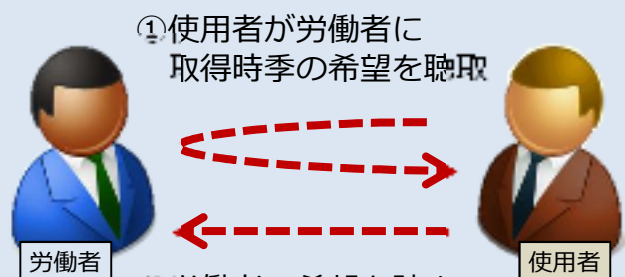 ①使用者が労働者に
取得時季の希望を聴取
労働者
使用者